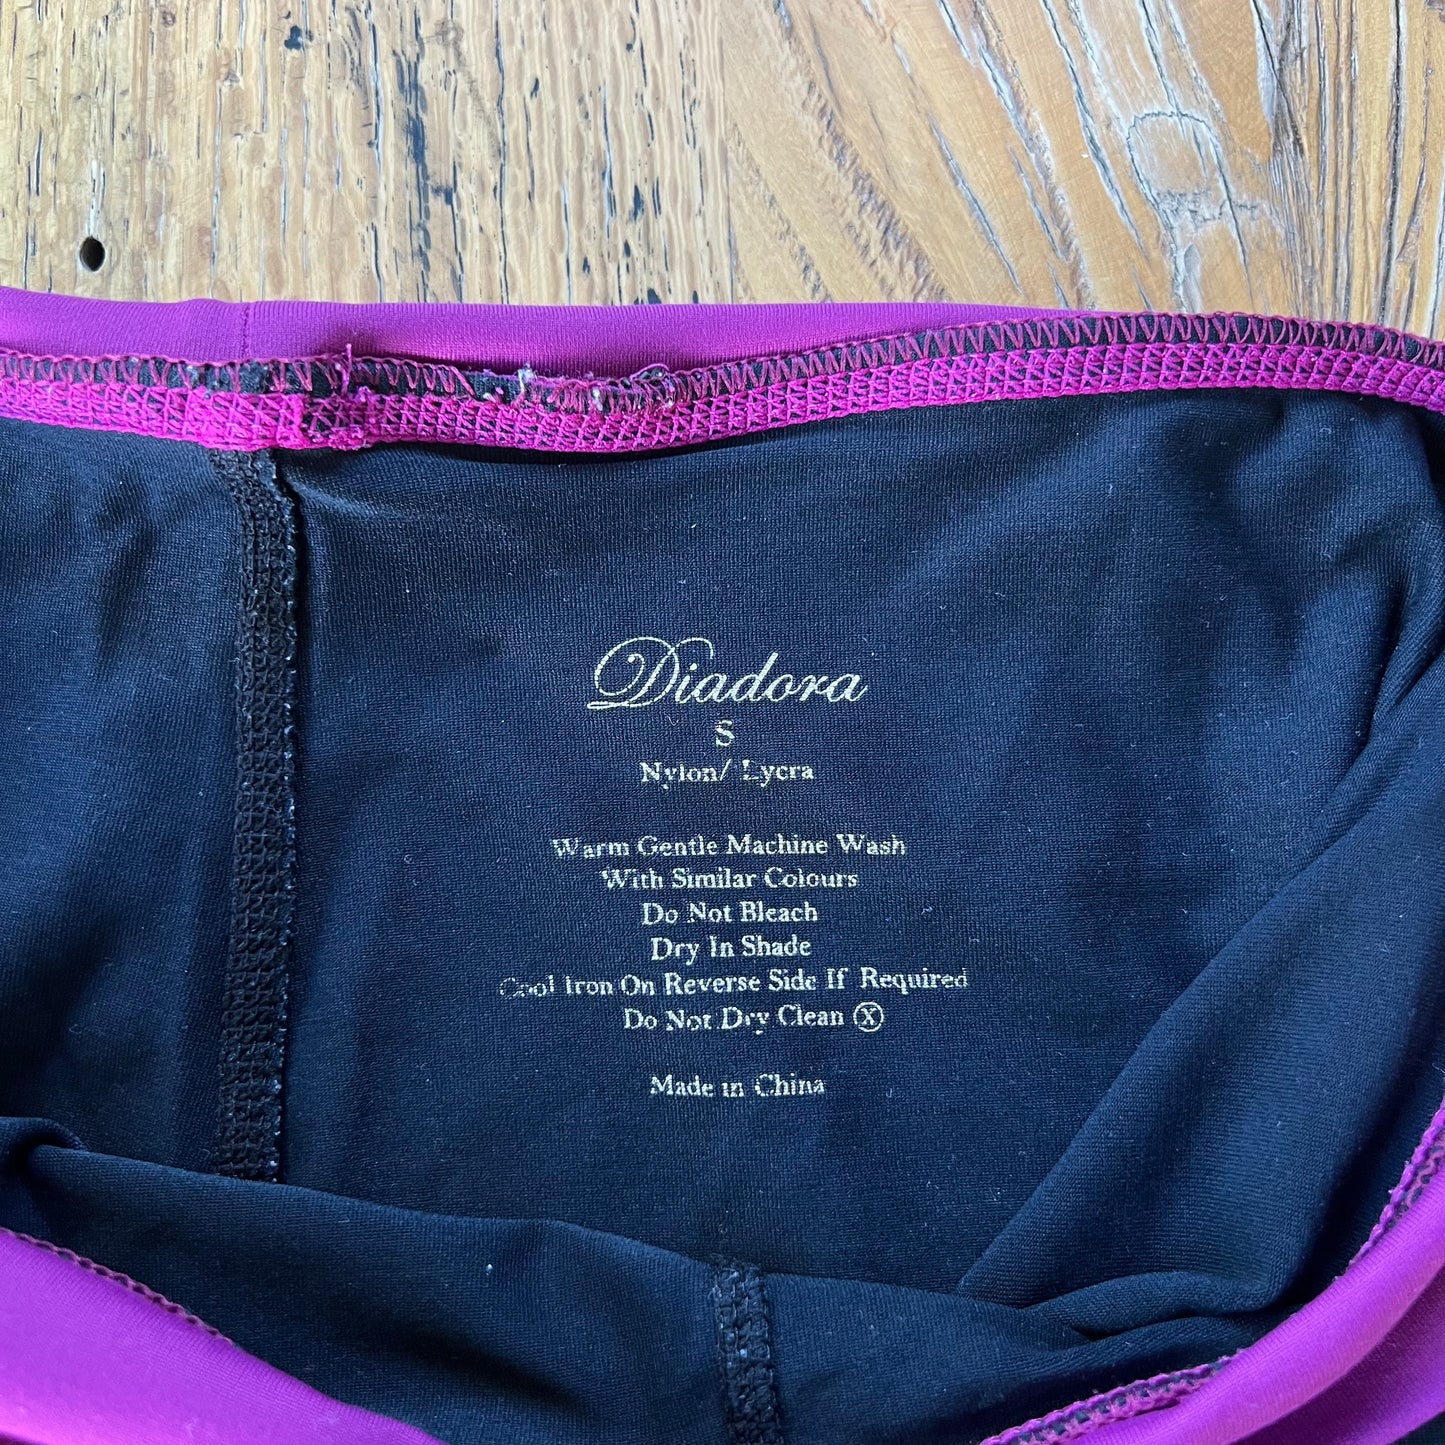 Diadora
S
Nylon/ Lycra
Warm Gentle Machine Wash
With Similar Colours
Do Not Bleach
Dry In Shade
Cool Iron On Reverse Side If Required
Do Not Dry Clean Ⓧ
Made in China